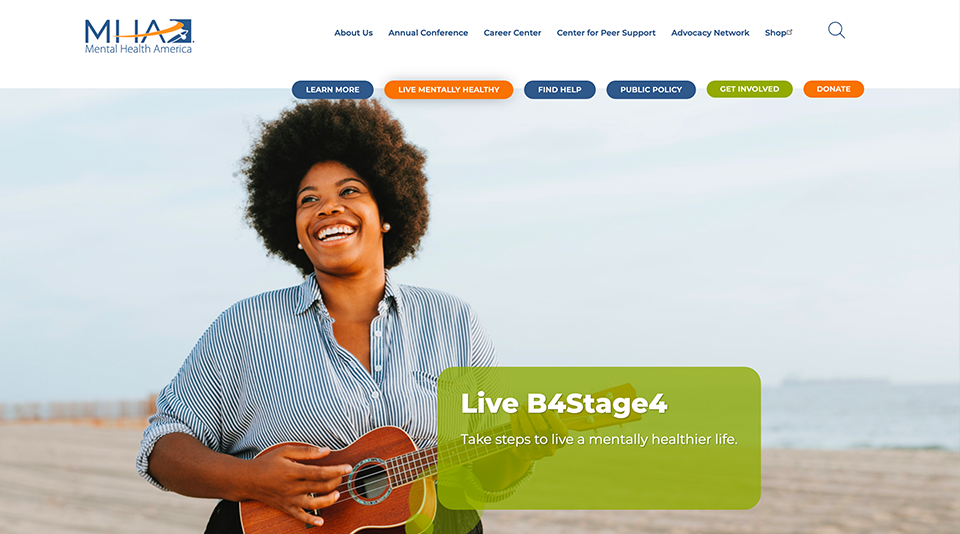 MHA
Mental Health America
About Us Annual Conference Career Center Center for Peer Support Advocacy Network Shop
LEARN MORE LIVE MENTALLY HEALTHY FIND HELP PUBLIC POLICY GET INVOLVED DONATE
Live B4Stage4
Take steps to live a mentally healthier life.